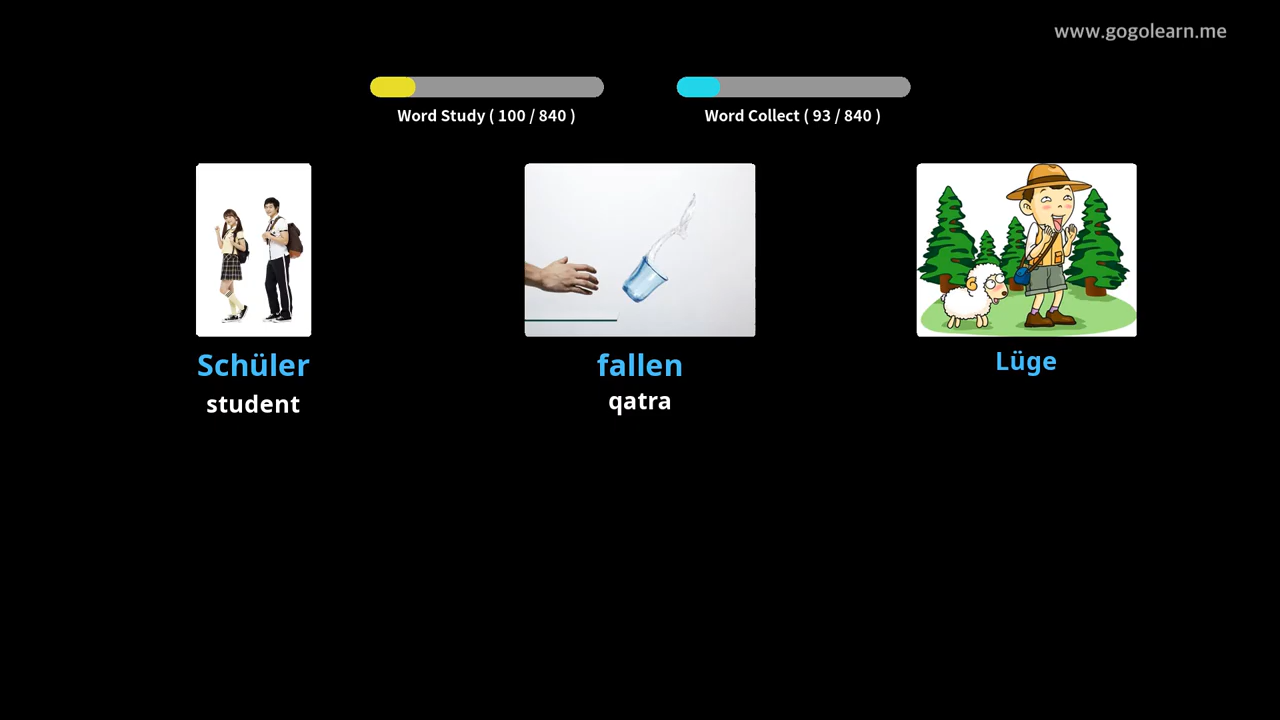 www.gogolearn.me
Word Study ( 100 / 840 )
Word Collect ( 93 / 840 )
Schüler
student
fallen
qatra
Lüge